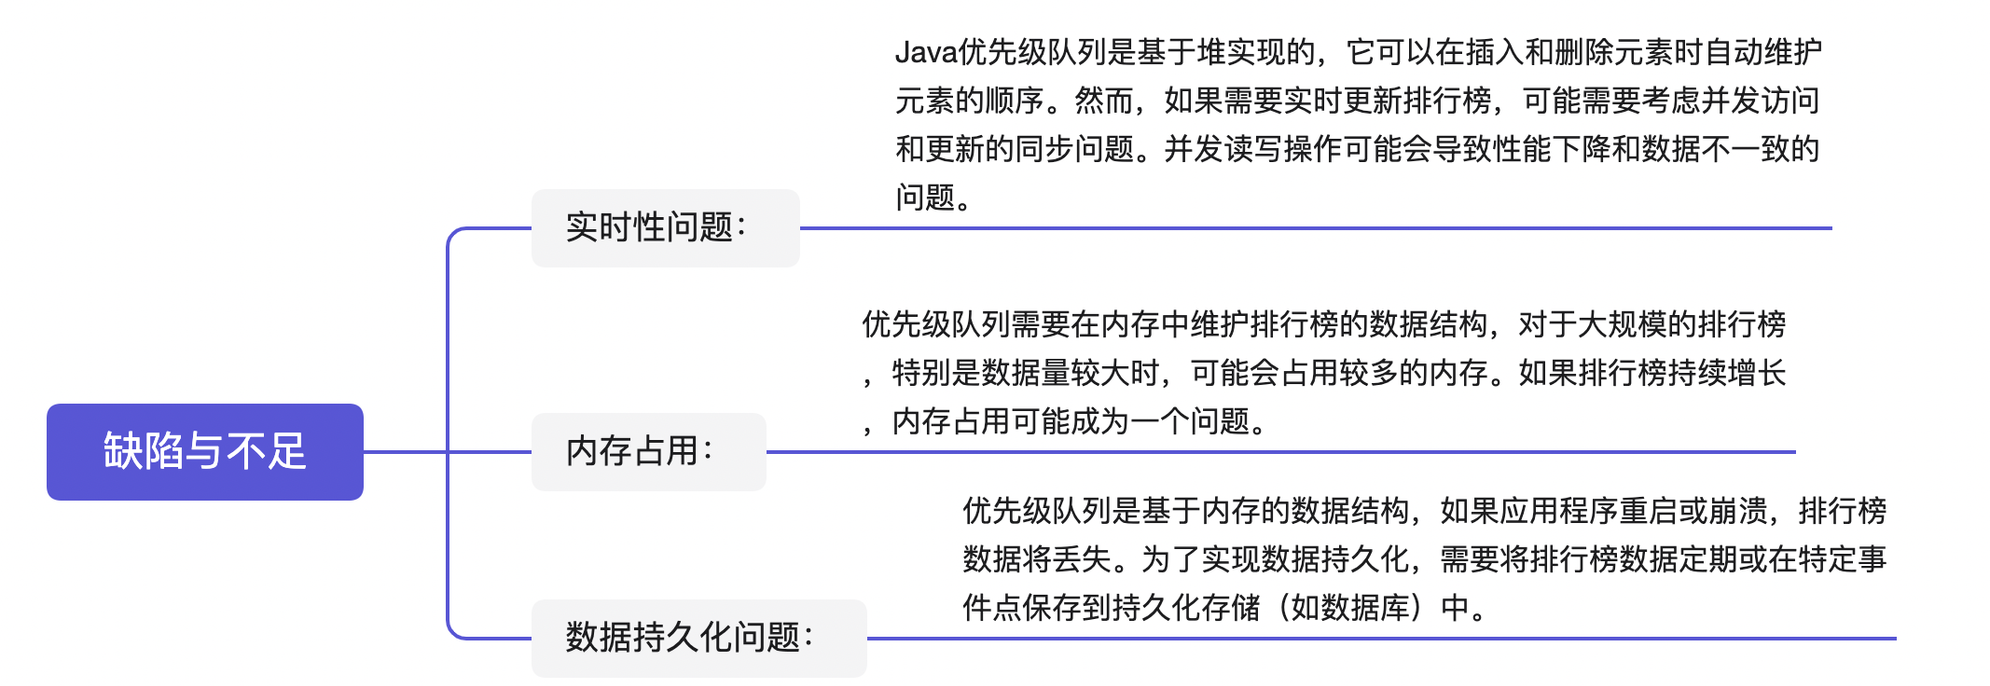 缺陷与不足
实时性问题：
Java优先级队列是基于堆实现的，它可以在插入和删除元素时自动维护
元素的顺序。然而，如果需要实时更新排行榜，可能需要考虑并发访问
和更新的同步问题。并发读写操作可能会导致性能下降和数据不一致的
问题。
内存占用：
优先级队列需要在内存中维护排行榜的数据结构，对于大规模的排行榜
，特别是数据量较大时，可能会占用较多的内存。如果排行榜持续增长
，内存占用可能成为一个问题。
数据持久化问题：
优先级队列是基于内存的数据结构，如果应用程序重启或崩溃，排行榜
数据将丢失。为了实现数据持久化，需要将排行榜数据定期或在特定事
件点保存到持久化存储（如数据库）中。